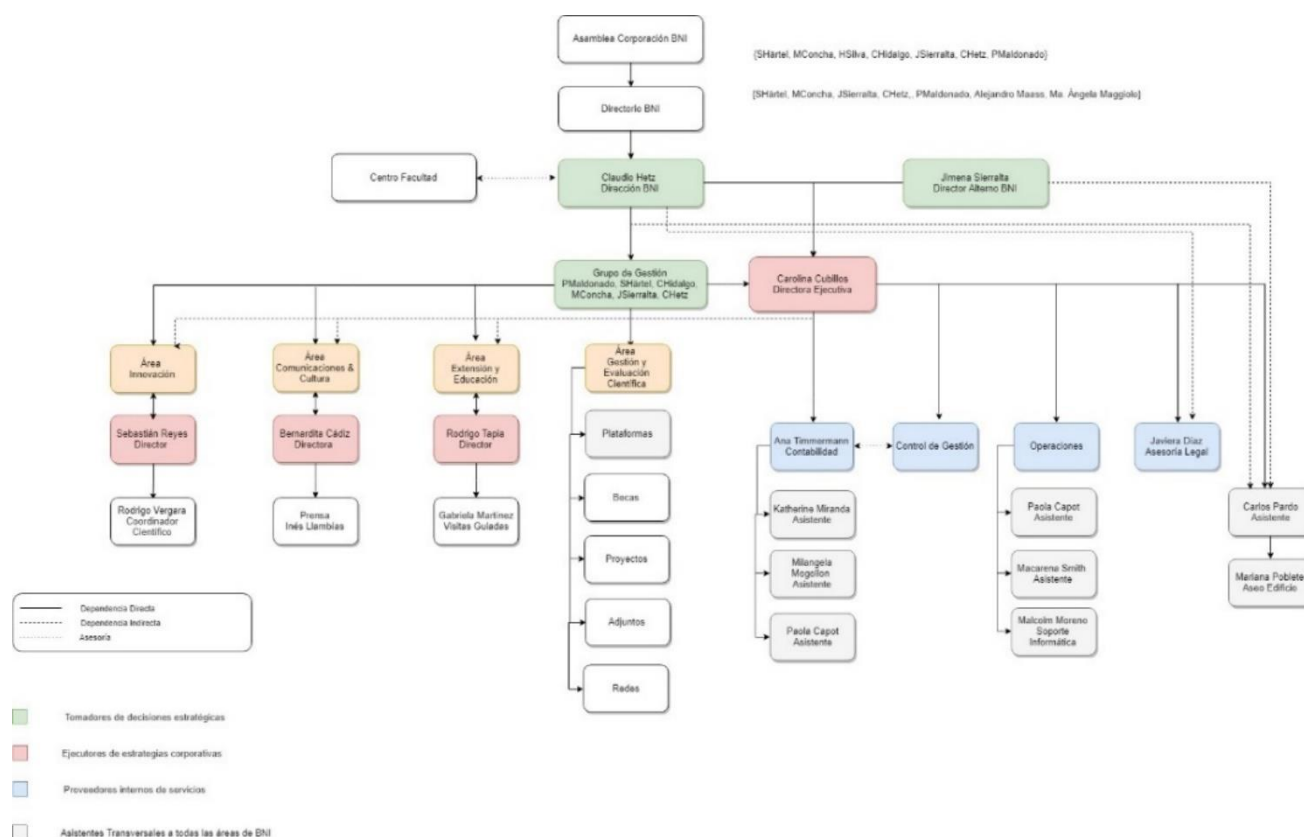 Asamblea Corporación BNI
{SHärtel, MConcha, HSilva, CHidalgo, JSierralta, CHetz, PMaldonado}
Directorio BNI
[SHärtel, MConcha, JSierralta, CHetz,, PMaldonado, Alejandro Maass, Ma. Ángela Maggiolo]
Centro Facultad
Claudio Hetz
Dirección BNI
Jimena Sierralta
Director Alterno BNI
Grupo de Gestión
PMaldonado, SHärtel, CHidalgo,
MConcha, JSierralta, CHetz
Carolina Cubillos
Directora Ejecutiva
Área
Innovación
Área
Comunicaciones &
Cultura
Área
Extensión y
Educación
Área
Gestión y
Evaluación
Científica
Sebastián Reyes
Director
Bernardita Cádiz
Directora
Rodrigo Tapia
Director
Plataformas
Ana Timmermann
Contabilidad
Control de Gestión
Operaciones
Javiera Díaz
Asesoría Legal
Rodrigo Vergara
Coordinador
Científico
Prensa
Inés Llambías
Gabriela Martínez
Visitas Guiadas
Becas
Katherine Miranda
Asistente
Paola Capot
Asistente
Carlos Pardo
Asistente
Proyectos
Milangela
Mogollon
Asistente
Macarena Smith
Asistente
Mariana Poblete
Aseo Edificio
Adjuntos
Paola Capot
Asistente
Malcolm Moreno
Soporte
Informática
Redes
Dependencia Directa
Dependencia Indirecta
Asesoría
Tomadores de decisiones estratégicas
Ejecutores de estrategias corporativas
Proveedores internos de servicios
Asistentes Transversales a todas las áreas de BNI